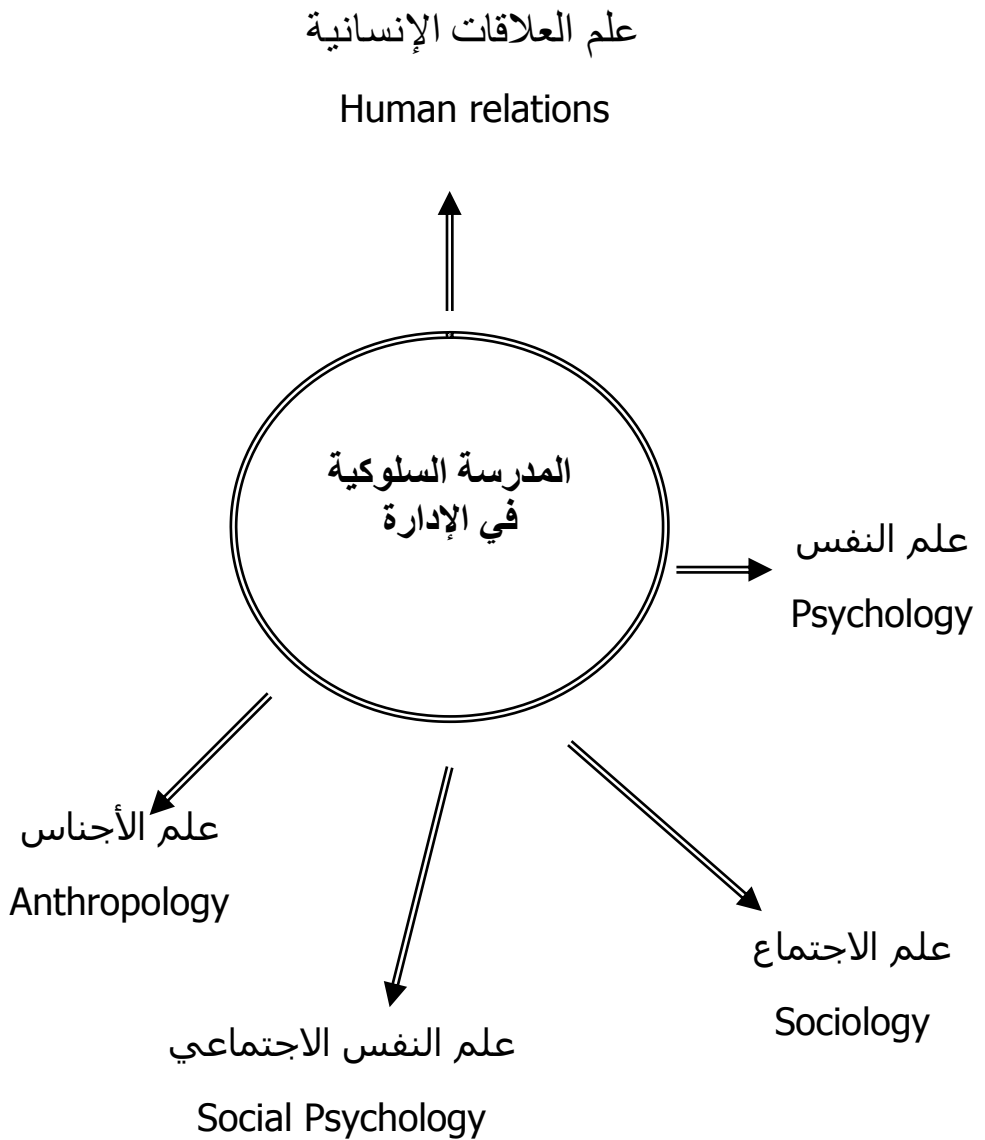 علم العلاقات الإنسانية
Human relations
المدرسة السلوكية
في الإدارة
علم النفس
Psychology
علم الأجناس
Anthropology
علم الاجتماع
Sociology
علم النفس الاجتماعي
Social Psychology